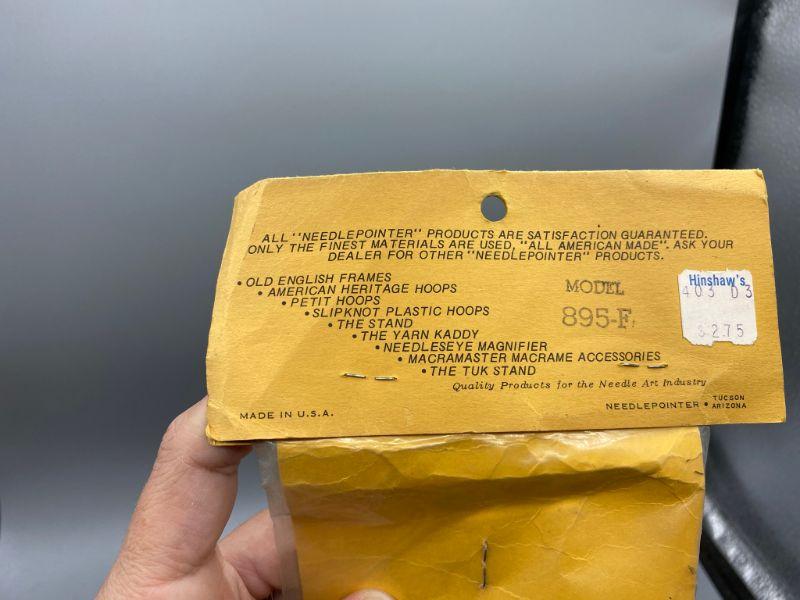 ALL "NEEDLEPOINTER" PRODUCTS ARE SATISFACTION GUARANTEED.
ONLY THE FINEST MATERIALS ARE USED, "ALL AMERICAN MADE". ASK YOUR
DEALER FOR OTHER "NEEDLEPOINTER" PRODUCTS.
• OLD ENGLISH FRAMES
• AMERICAN HERITAGE HOOPS
• PETIT HOOPS
• SLIPKNOT PLASTIC HOOPS
• THE STAND
• THE YARN KADDY
• NEEDLESEYE MAGNIFIER
• MACRAMASTER MACRAME ACCESSORIES
• THE TUK STAND
MODEL
895-F
Hinshaw's
403 D3
$2.75
Quality Products for the Needle Art Industry
MADE IN U.S.A.
NEEDLEPOINTER • TUCSON
ARIZONA